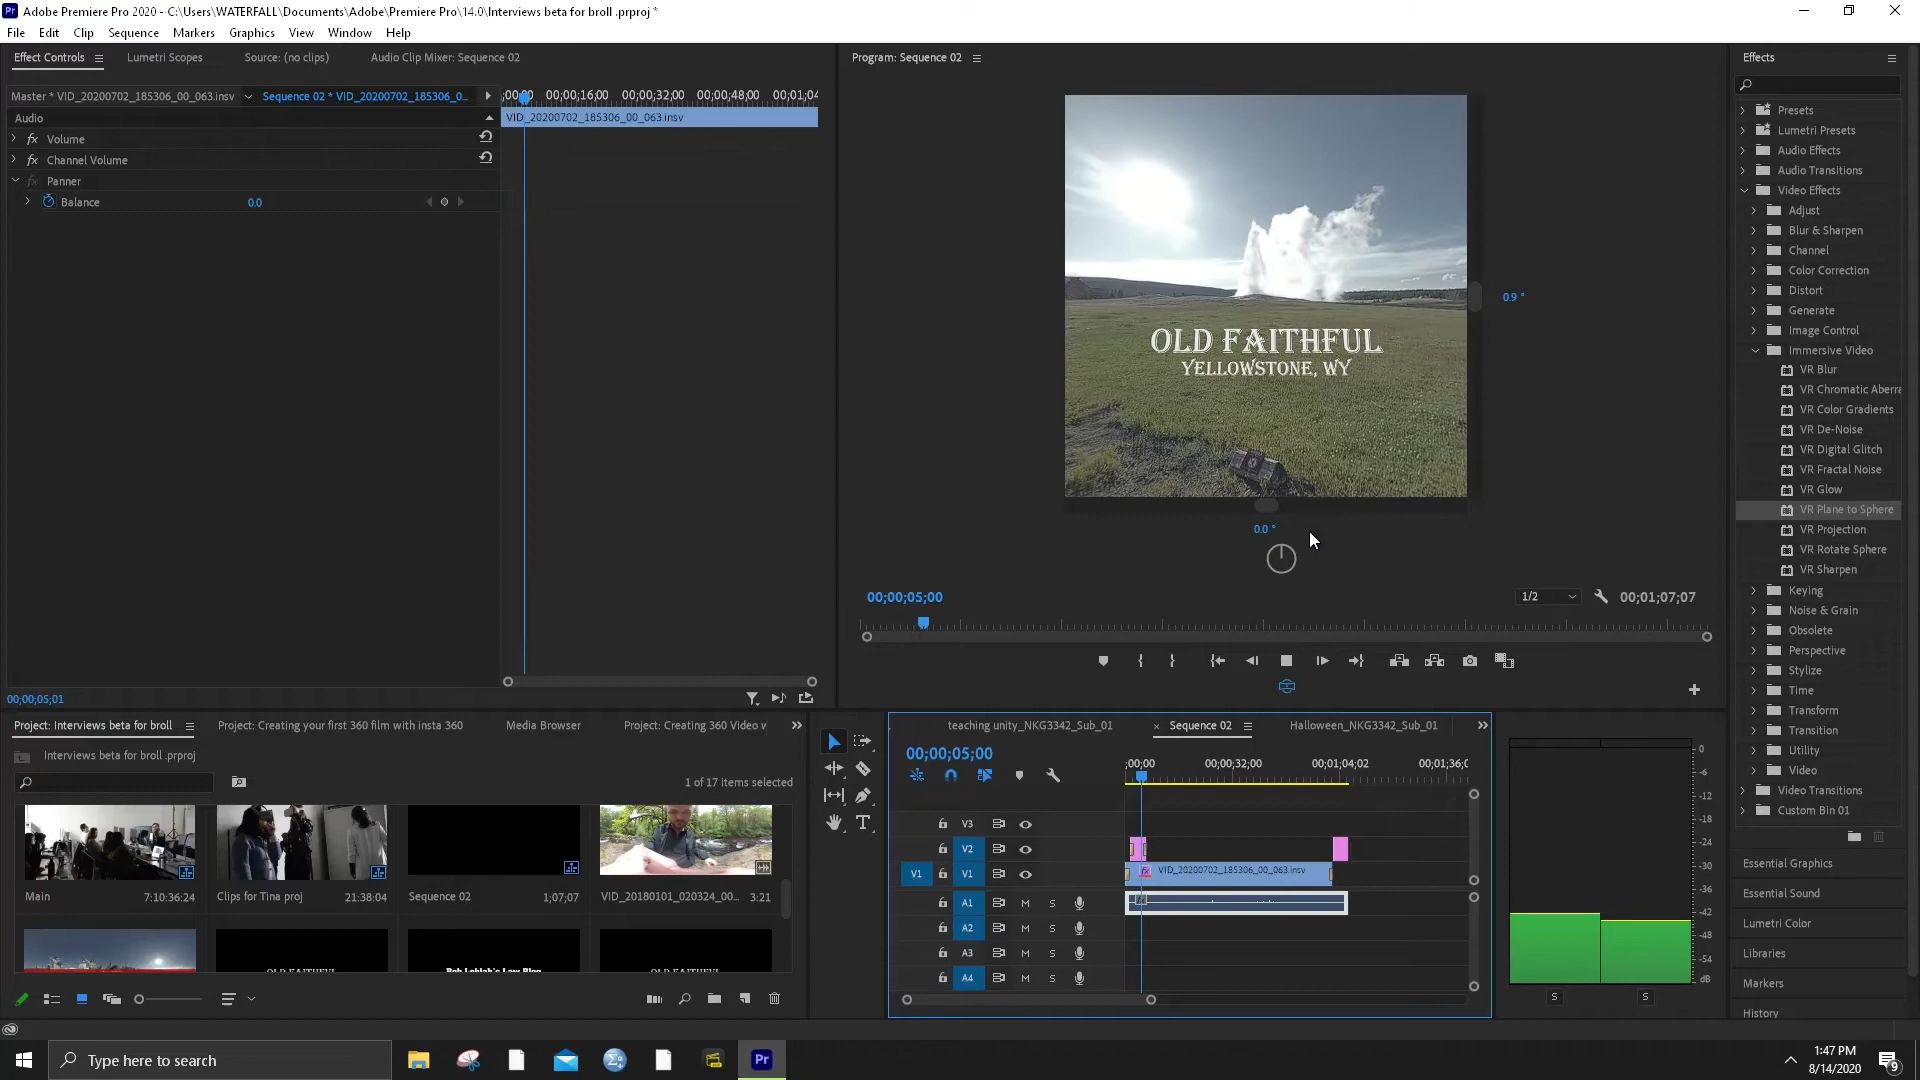 Pr Adobe Premiere Pro 2020 - C:\Users\WATERFALL\Documents\Adobe\Premiere Pro\14.0\Interviews beta for broll .prproj *
File Edit Clip Sequence Markers Graphics View Window Help
Effect Controls Lumetri Scopes Source: (no clips) Audio Clip Mixer: Sequence 02
Master * VID_20200702_185306_00_063.insv Sequence 02 * VID_20200702_185306_0...
;00;00 00;00;16;00 00;00;32;00 00;00;48;00 00;01;04
VID_20200702_185306_00_063.insv
Audio
fx Volume
fx Channel Volume
fx Panner
Balance 0.0
00;00;05;01
Program: Sequence 02
OLD FAITHFUL
YELLOWSTONE, WY
0.9 °
0.0 °
00;00;05;00 1/2 00;01;07;07
Effects
Presets
Lumetri Presets
Audio Effects
Audio Transitions
Video Effects
Adjust
Blur & Sharpen
Channel
Color Correction
Distort
Generate
Image Control
Immersive Video
VR Blur
VR Chromatic Aberra
VR Color Gradients
VR De-Noise
VR Digital Glitch
VR Fractal Noise
VR Glow
VR Plane to Sphere
VR Projection
VR Rotate Sphere
VR Sharpen
Keying
Noise & Grain
Obsolete
Perspective
Stylize
Time
Transform
Transition
Utility
Video
Video Transitions
Custom Bin 01
Essential Graphics
Essential Sound
Lumetri Color
Libraries
Markers
History
Project: Interviews beta for broll Project: Creating your first 360 film with insta 360 Media Browser Project: Creating 360 Video w
Interviews beta for broll .prproj
1 of 17 items selected
Main 7:10:36:24
Clips for Tina proj 21:38:04
Sequence 02 1;07;07
VID_20180101_020324_00... 3:21
teaching unity_NKG3342_Sub_01 × Sequence 02 Halloween_NKG3342_Sub_01
00;00;05;00
;00;00 00;00;32;00 00;01;04;02 00;01;36;0
V3
V2
V1 V1 fx VID_20200702_185306_00_063.insv
A1 M S
A2 M S
A3 M S
A4 M S
0
-6
-12
-18
-24
-30
-36
-42
-48
-54
dB
S S
Type here to search
Pr
1:47 PM
8/14/2020
9